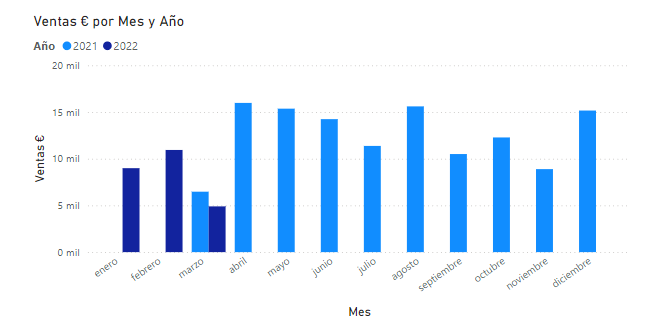 Ventas € por Mes y Año
Año 2021 2022
20 mil
15 mil
10 mil
5 mil
0 mil
Ventas €
enero febrero marzo abril mayo junio julio agosto septiembre octubre noviembre diciembre
Mes